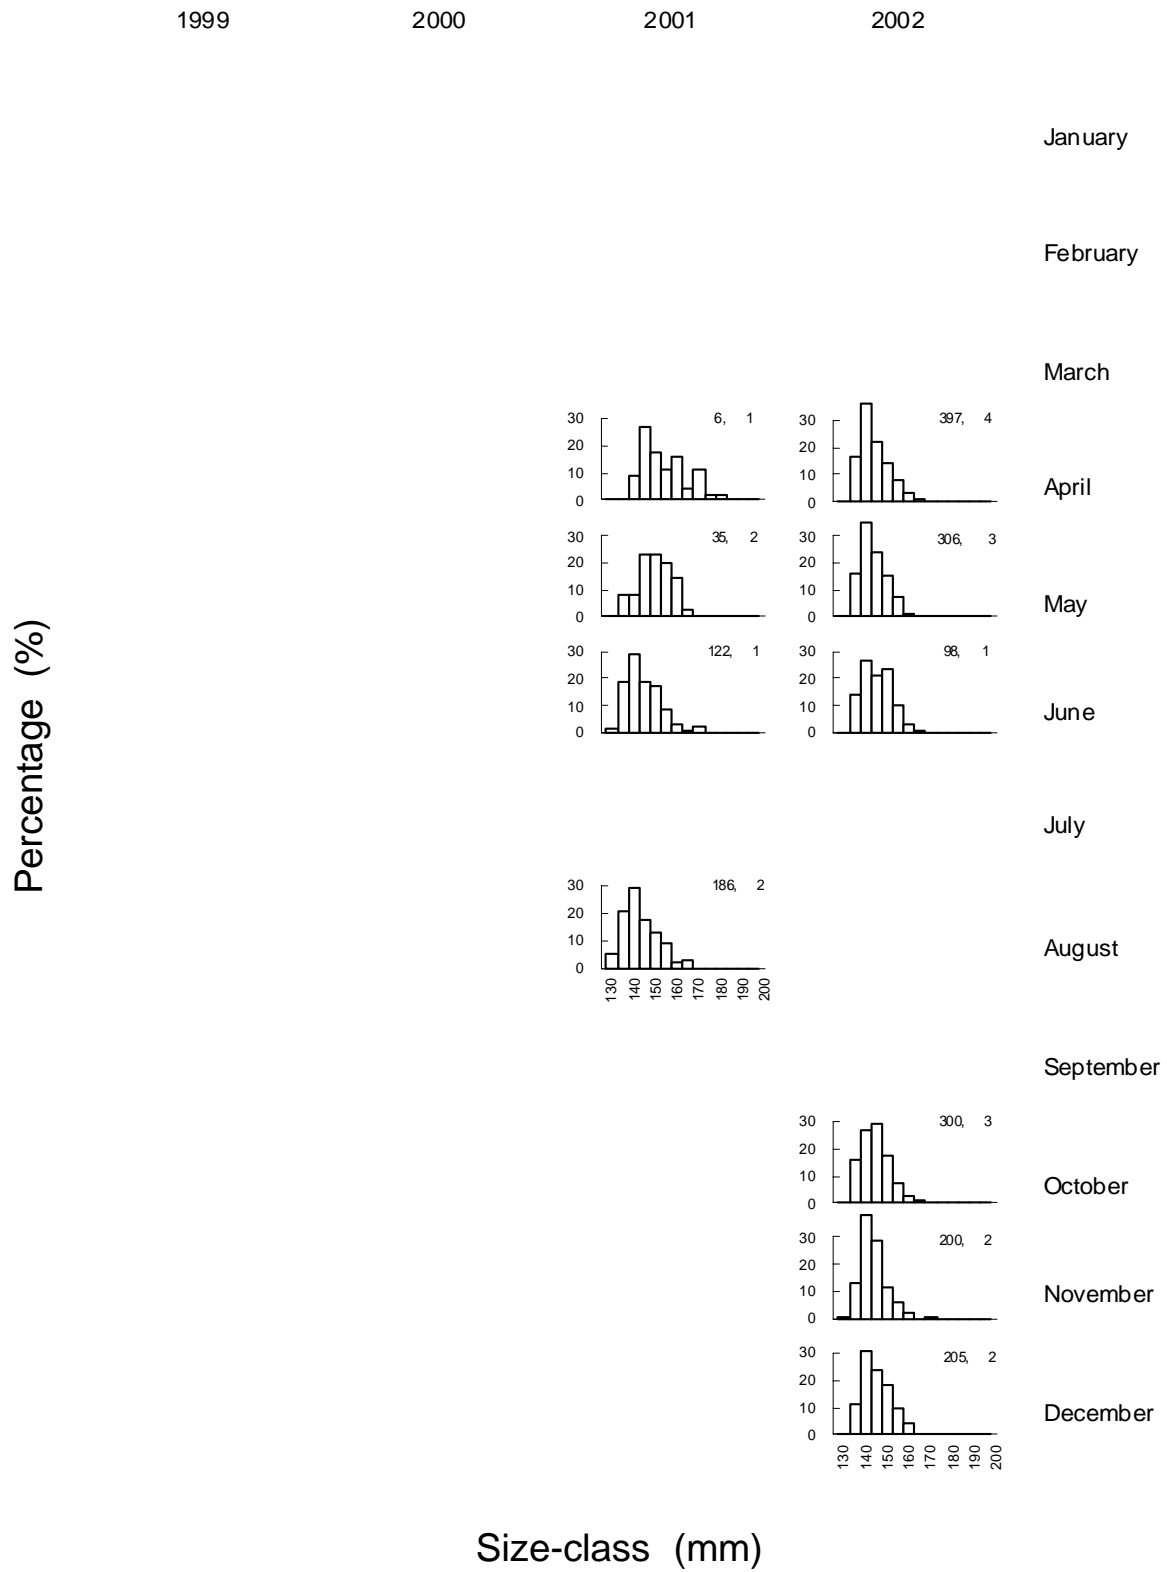 1999 2000 2001 2002
January
February
March
30 20 10 0 6, 1
30 20 10 0 397, 4
April
30 20 10 0 35, 2
30 20 10 0 306, 3
May
30 20 10 0 122, 1
30 20 10 0 98, 1
June
July
30 20 10 0 186, 2
130 140 150 160 170 180 190 200
August
September
30 20 10 0 300, 3
October
30 20 10 0 200, 2
November
30 20 10 0 205, 2
December
130 140 150 160 170 180 190 200
Percentage (%)
Size-class (mm)